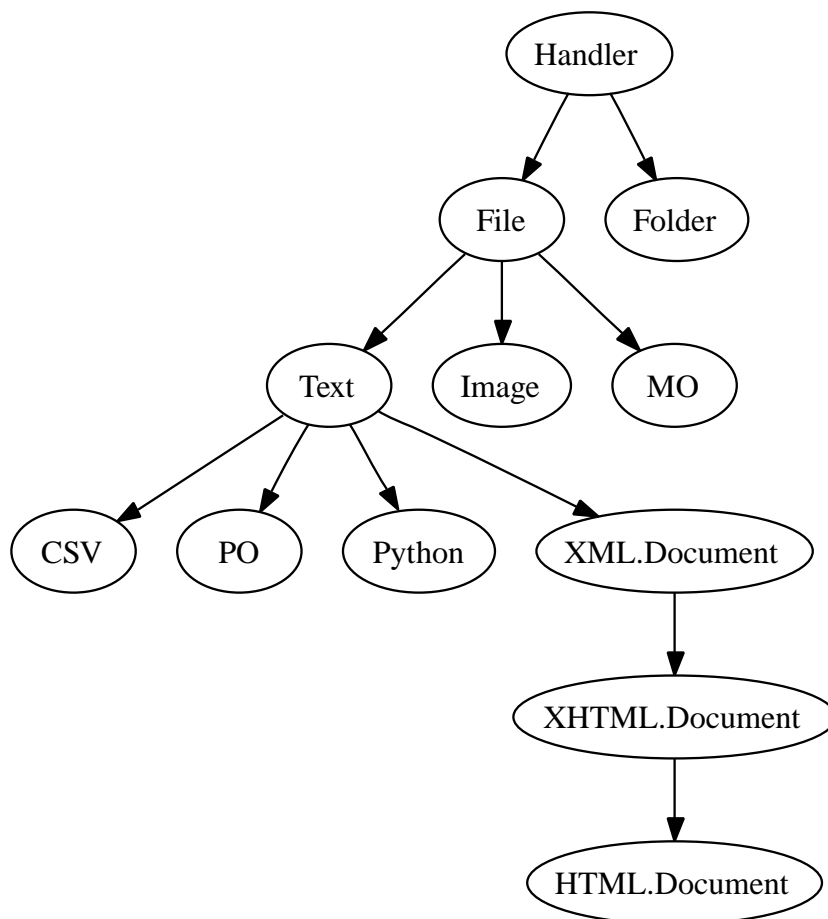 Handler
File
Folder
Text
Image
MO
CSV
PO
Python
XML.Document
XHTML.Document
HTML.Document